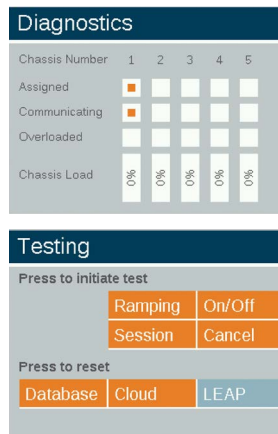 Diagnostics
Chassis Number 1 2 3 4 5
Assigned
Communicating
Overloaded
Chassis Load 0% 0% 0% 0% 0%
Testing
Press to initiate test
Ramping On/Off
Session Cancel
Press to reset
Database Cloud LEAP